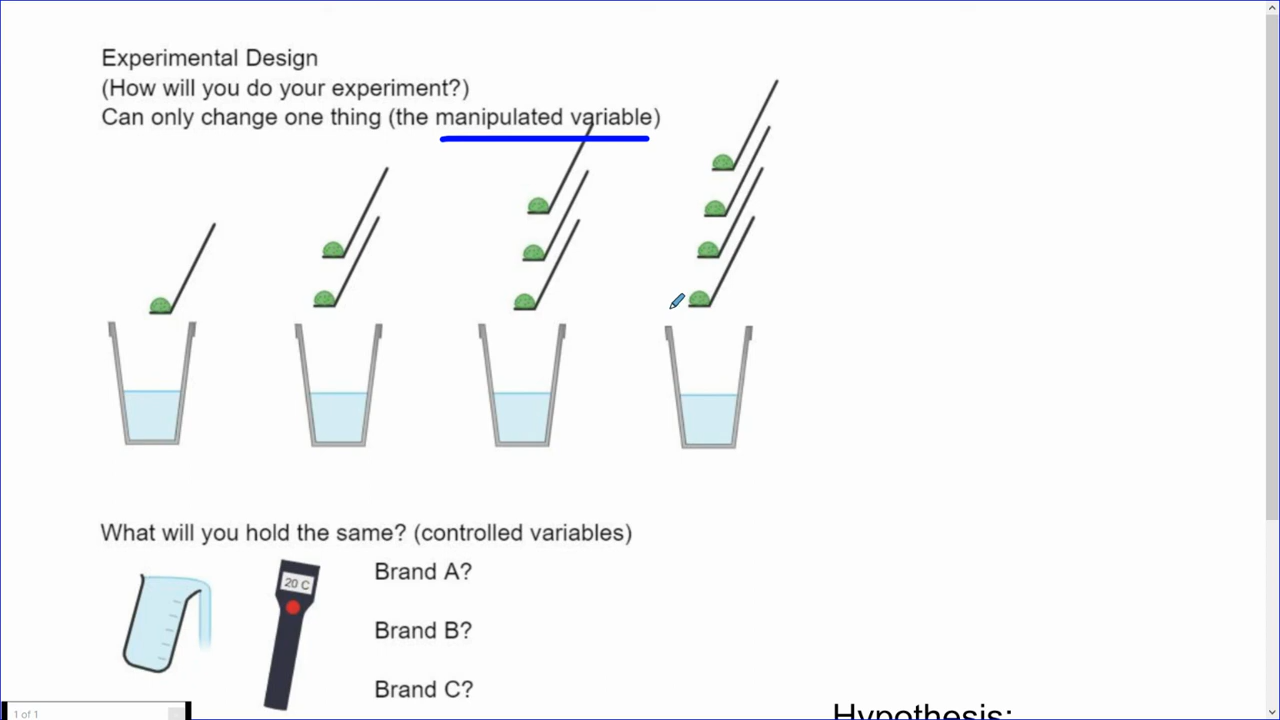 Experimental Design
(How will you do your experiment?)
Can only change one thing (the manipulated variable)
What will you hold the same? (controlled variables)
20 C
Brand A?
Brand B?
Brand C?
Hypothesis:
1 of 1